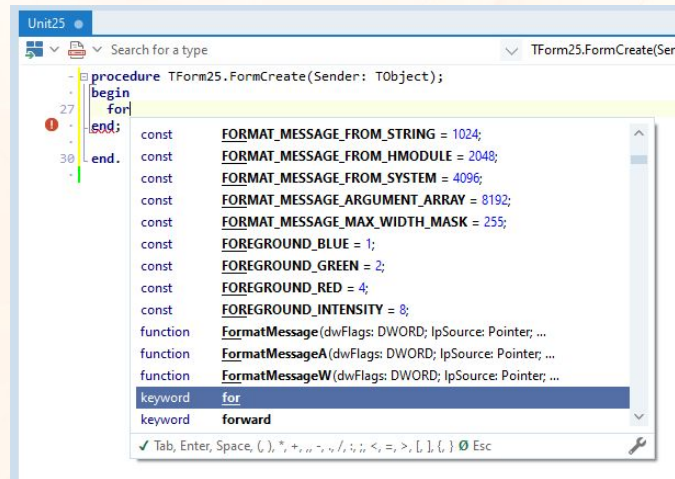 Unit25
Search for a type
TForm25.FormCreate(Ser
procedure TForm25.FormCreate(Sender: TObject);
begin
27 for
end;
30 end.
const FORMAT_MESSAGE_FROM_STRING = 1024;
const FORMAT_MESSAGE_FROM_HMODULE = 2048;
const FORMAT_MESSAGE_FROM_SYSTEM = 4096;
const FORMAT_MESSAGE_ARGUMENT_ARRAY = 8192;
const FORMAT_MESSAGE_MAX_WIDTH_MASK = 255;
const FOREGROUND_BLUE = 1;
const FOREGROUND_GREEN = 2;
const FOREGROUND_RED = 4;
const FOREGROUND_INTENSITY = 8;
function FormatMessage(dwFlags: DWORD; lpSource: Pointer; ...
function FormatMessageA(dwFlags: DWORD; lpSource: Pointer; ...
function FormatMessageW(dwFlags: DWORD; lpSource: Pointer; ...
keyword for
keyword forward
✓ Tab, Enter, Space, (, ), *, +, ,, -, ., /, :, ;, <, =, >, [, ], {, } Ø Esc